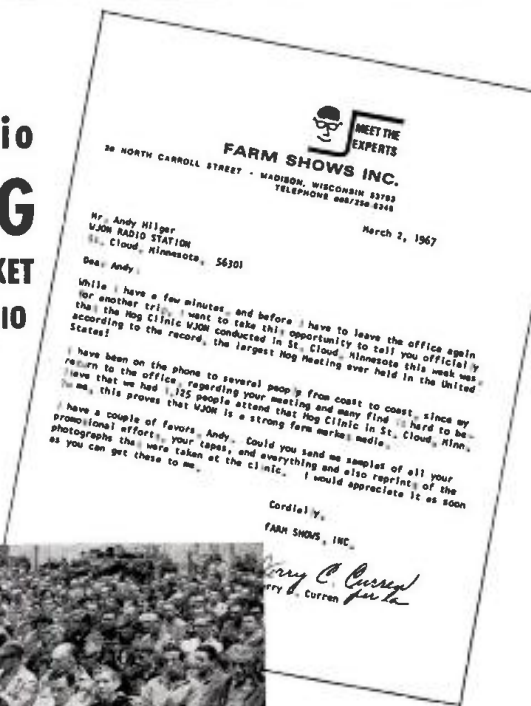 io
G
KET
IO
MEET THE
EXPERTS
FARM SHOWS INC.
30 NORTH CARROLL STREET - MADISON, WISCONSIN 53703
TELEPHONE
March 2, 1967
Mr. Andy Hilger
WJON RADIO STATION
St. Cloud, Minnesota, 56301
Dear Andy:
While I have a few minutes, and before I have to leave the office again
for another trip, I want to take this opportunity to tell you officially
that the Hog Clinic WJON conducted in St. Cloud, Minnesota this week was,
according to the record, the largest Hog Meeting ever held in the United
States!
I have been on the phone to several people from coast to coast, since my
return to the office, regarding your meeting and many find it hard to be-
lieve that we had 1,125 people attend that Hog Clinic in St. Cloud, Minn.
To me, this proves that WJON is a strong farm market media.
I have a couple of favors, Andy. Could you send me samples of all your
promotional efforts, your tapes, and everything and also reprints of the
photographs that were taken at the clinic. I would appreciate it as soon
as you can get these to me.
Cordially,
FARM SHOWS, INC.
erry C. Curren
per la
rry C. Curren